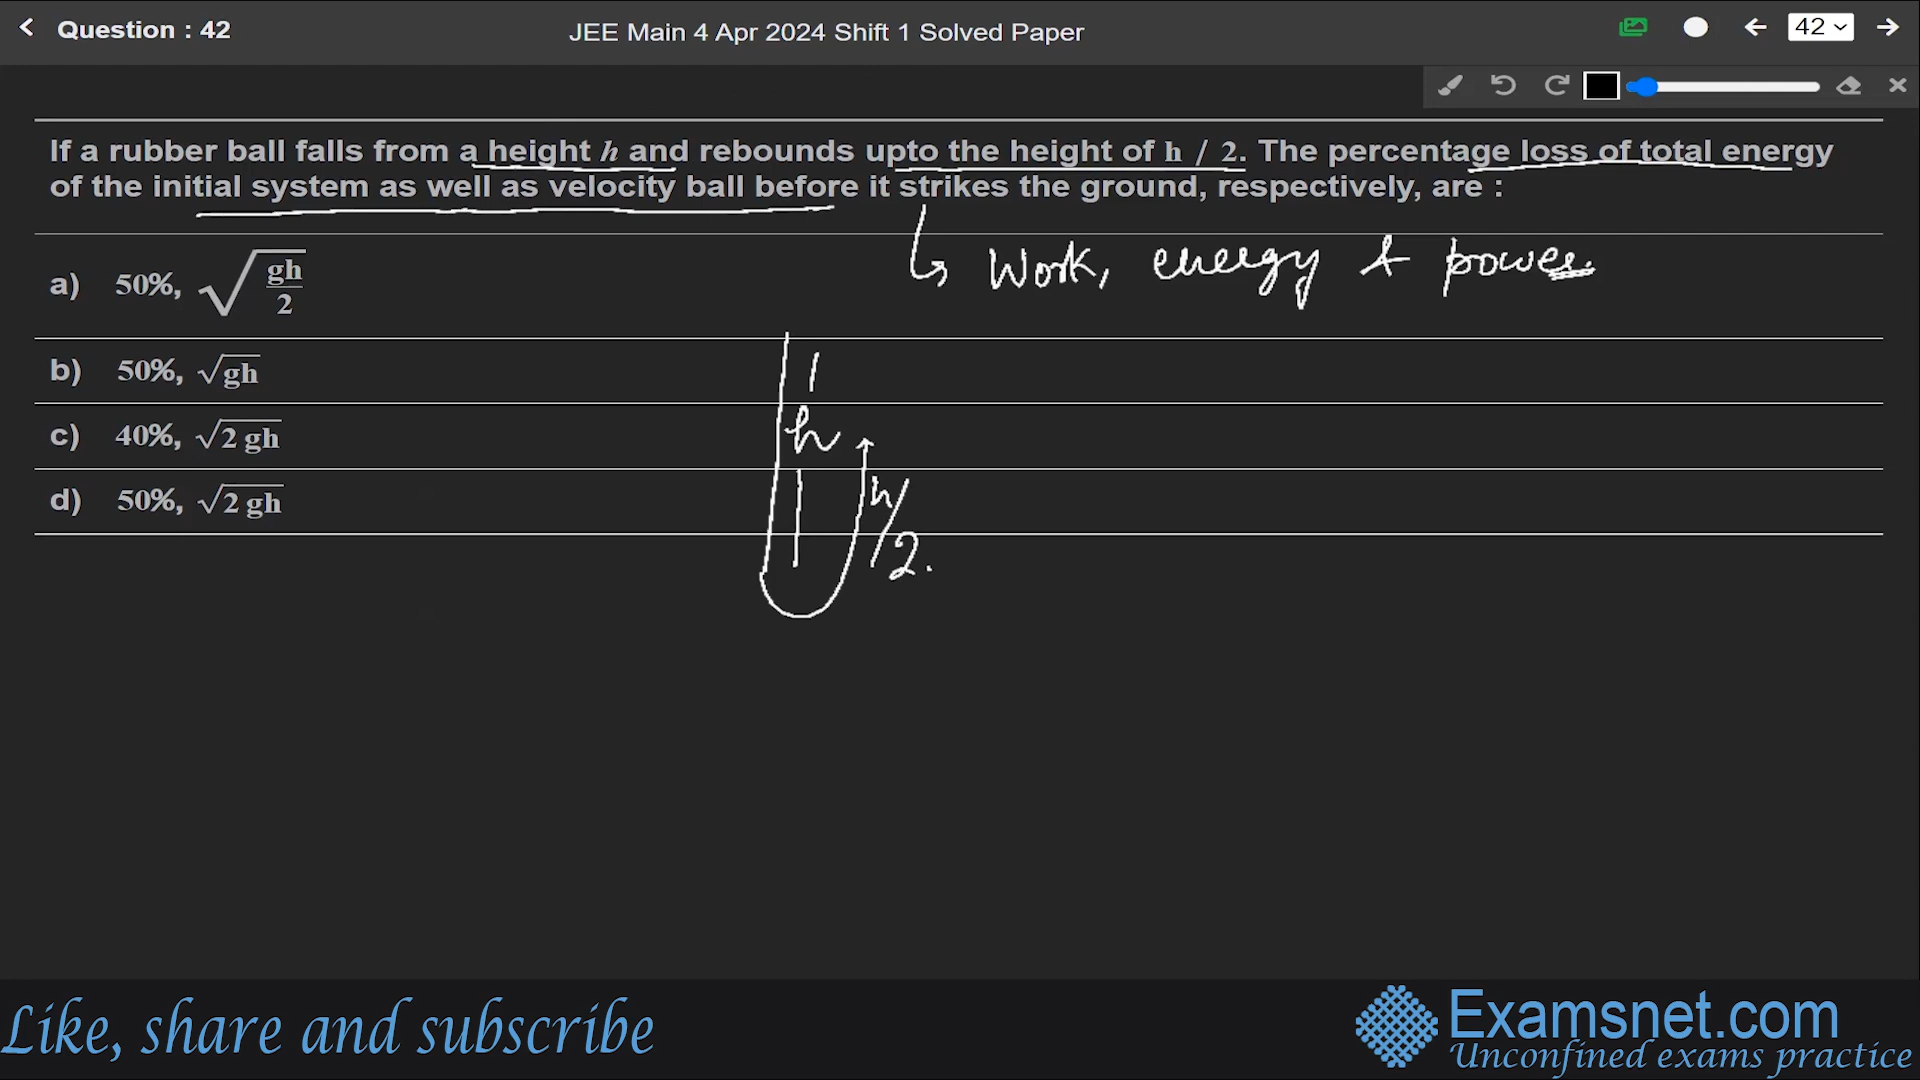 Question : 42
JEE Main 4 Apr 2024 Shift 1 Solved Paper
42
If a rubber ball falls from a height h and rebounds upto the height of h / 2. The percentage loss of total energy
of the initial system as well as velocity ball before it strikes the ground, respectively, are :
Work, energy & power.
a) 50%, √(gh/2)
b) 50%, √gh
c) 40%, √2 gh
d) 50%, √2 gh
h
h/2.
Like, share and subscribe
Examsnet.com
Unconfined exams practice